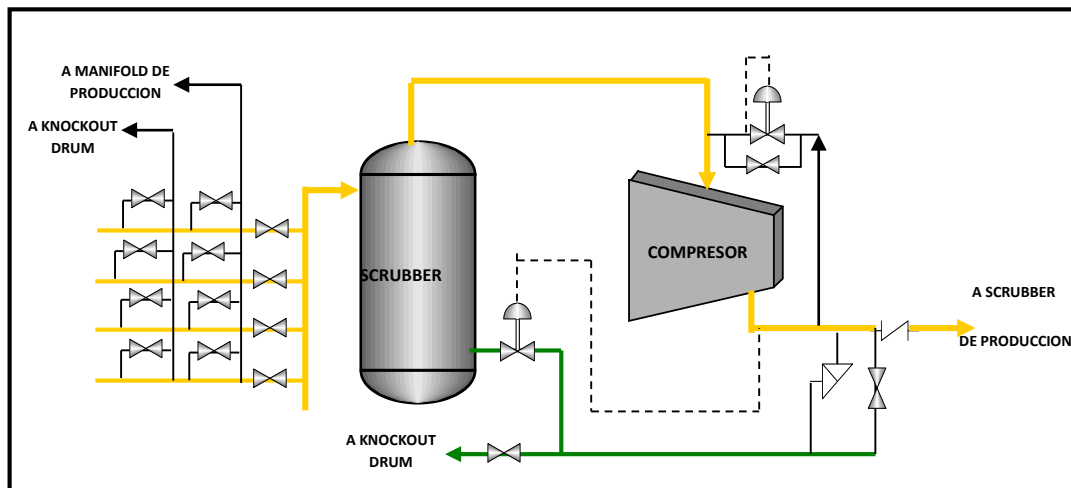 A MANIFOLD DE
PRODUCCION
A KNOCKOUT
DRUM
SCRUBBER
COMPRESOR
A SCRUBBER
DE PRODUCCION
A KNOCKOUT
DRUM